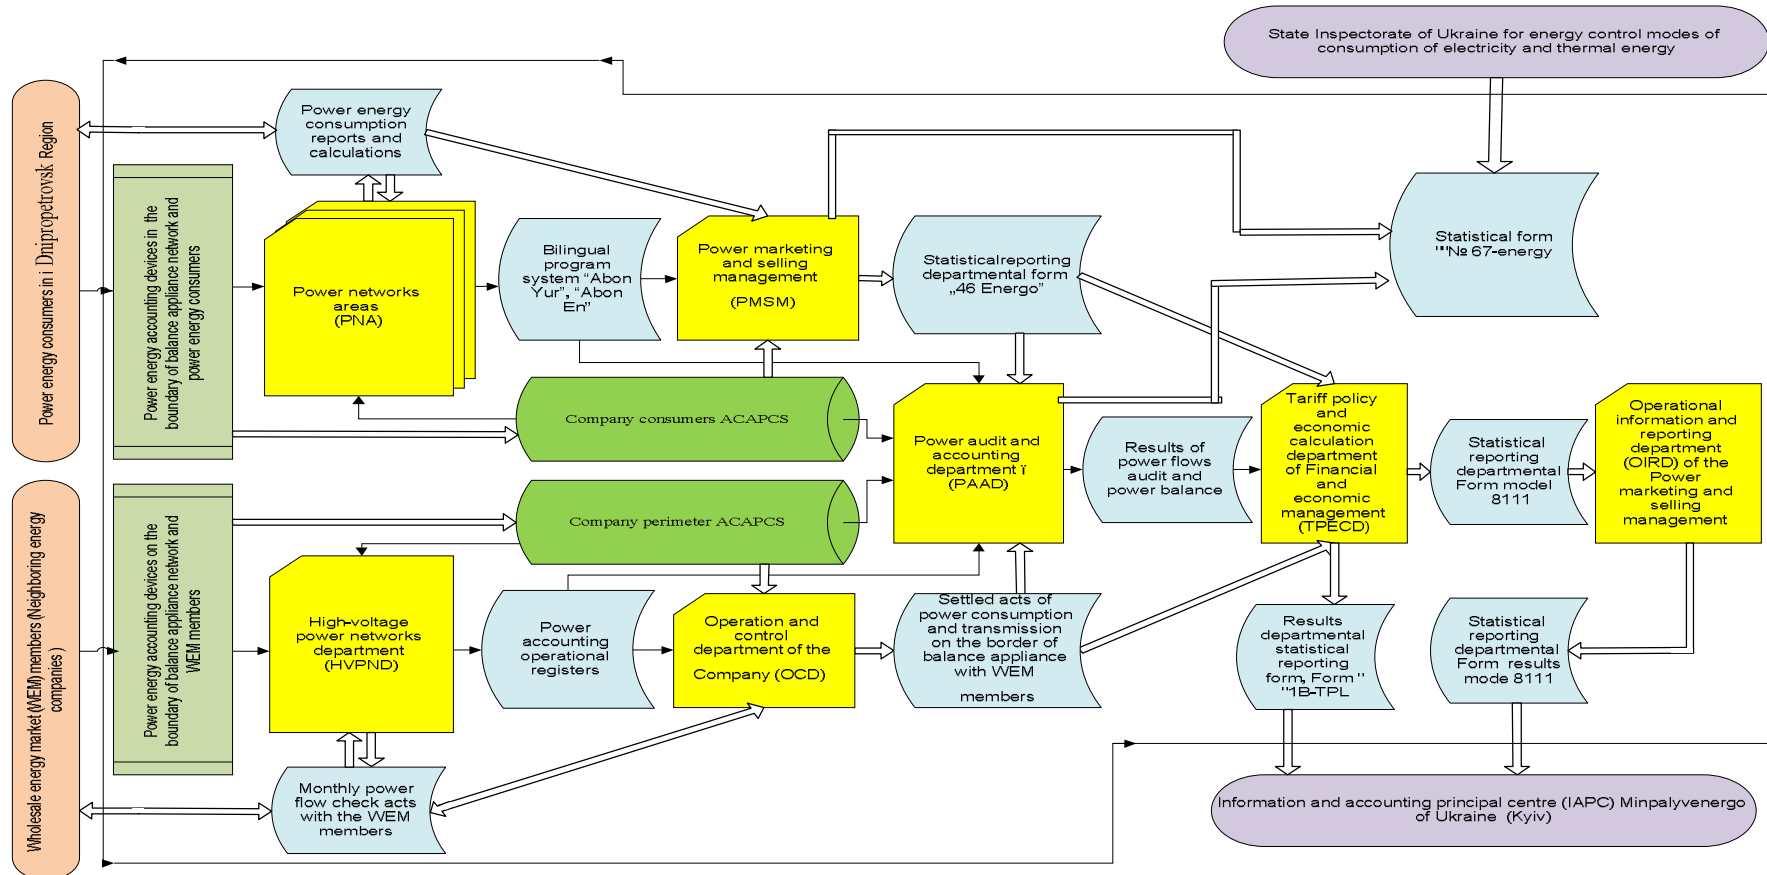 State Inspectorate of Ukraine for energy control modes of
consumption of electricity and thermal energy
Power energy consumers in i Dnipropetrovsk Region
Power energy accounting devices in the
boundary of balance appliance network and
power energy consumers
Power energy
consumption
reports and
calculations
Power networks
areas
(PNA)
Bilingual
program
system “Abon
Yur”, “Abon
En”
Power marketing
and selling
management
(PMSM)
Statisticalreporting
departmental form
„46 Energo”
Statistical form
""№ 67-energy
Company consumers ACAPCS
Power audit and
accounting
department ï
(PAAD)
Results of
power flows
audit and
power balance
Tariff policy
and
economic
calculation
department
of Financial
and
economic
management
(TPECD)
Statistical
reporting
departmental
Form model
8111
Operational
information and
reporting
department
(OIRD) of the
Power
marketing and
selling
management
Wholesale energy market (WEM) members (Neighboring energy
companies )
Power energy accounting devices on the
boundary of balance appliance network and
WEM members
Company perimeter ACAPCS
High-voltage
power networks
department
(HVPND)
Power
accounting
operational
registers
Operation and
control
department of the
Company (OCD)
Settled acts of
power consumption
and transmission
on the border of
balance appliance
with WEM
members
Results
departmental
statistical
reporting
form, Form "
"1B-TPL
Statistical
reporting
departmental
Form  results
mode 8111
Monthly power
flow check acts
with the WEM
members
Information and accounting principal centre (IAPC) Minpalyvenergo
of Ukraine  (Kyiv)